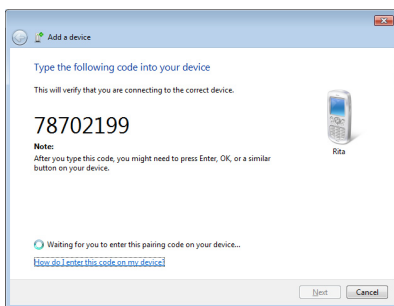 Add a device
Type the following code into your device
This will verify that you are connecting to the correct device.
78702199
Note:
After you type this code, you might need to press Enter, OK, or a similar
button on your device.
Rita
Waiting for you to enter this pairing code on your device...
How do I enter this code on my device?
Next
Cancel